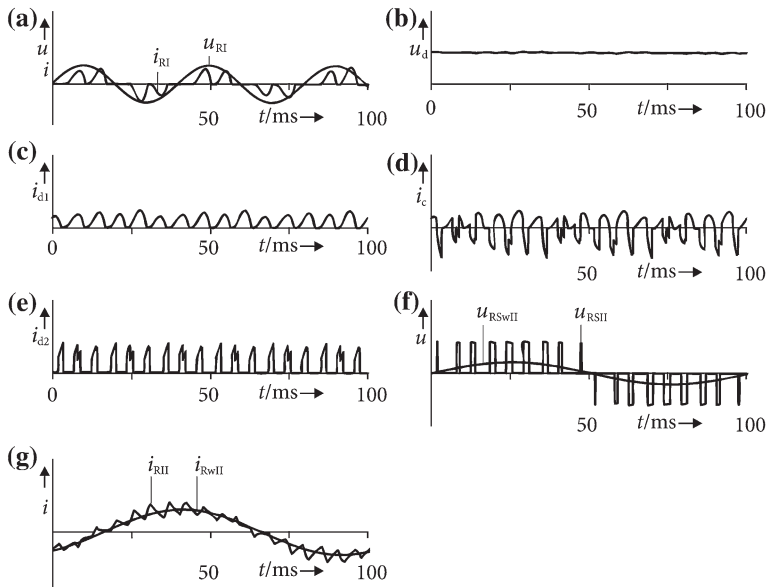 (a)
u
i
i_RI
u_RI
50
t/ms→
100
(b)
u_d
0
50
t/ms→
100
(c)
i_d1
0
50
t/ms→
100
(d)
i_c
50
t/ms→
100
(e)
i_d2
0
50
t/ms→
100
(f)
u
u_RSwII
u_RSII
50
t/ms→
100
(g)
i
i_RII
i_RwII
50
t/ms→
100